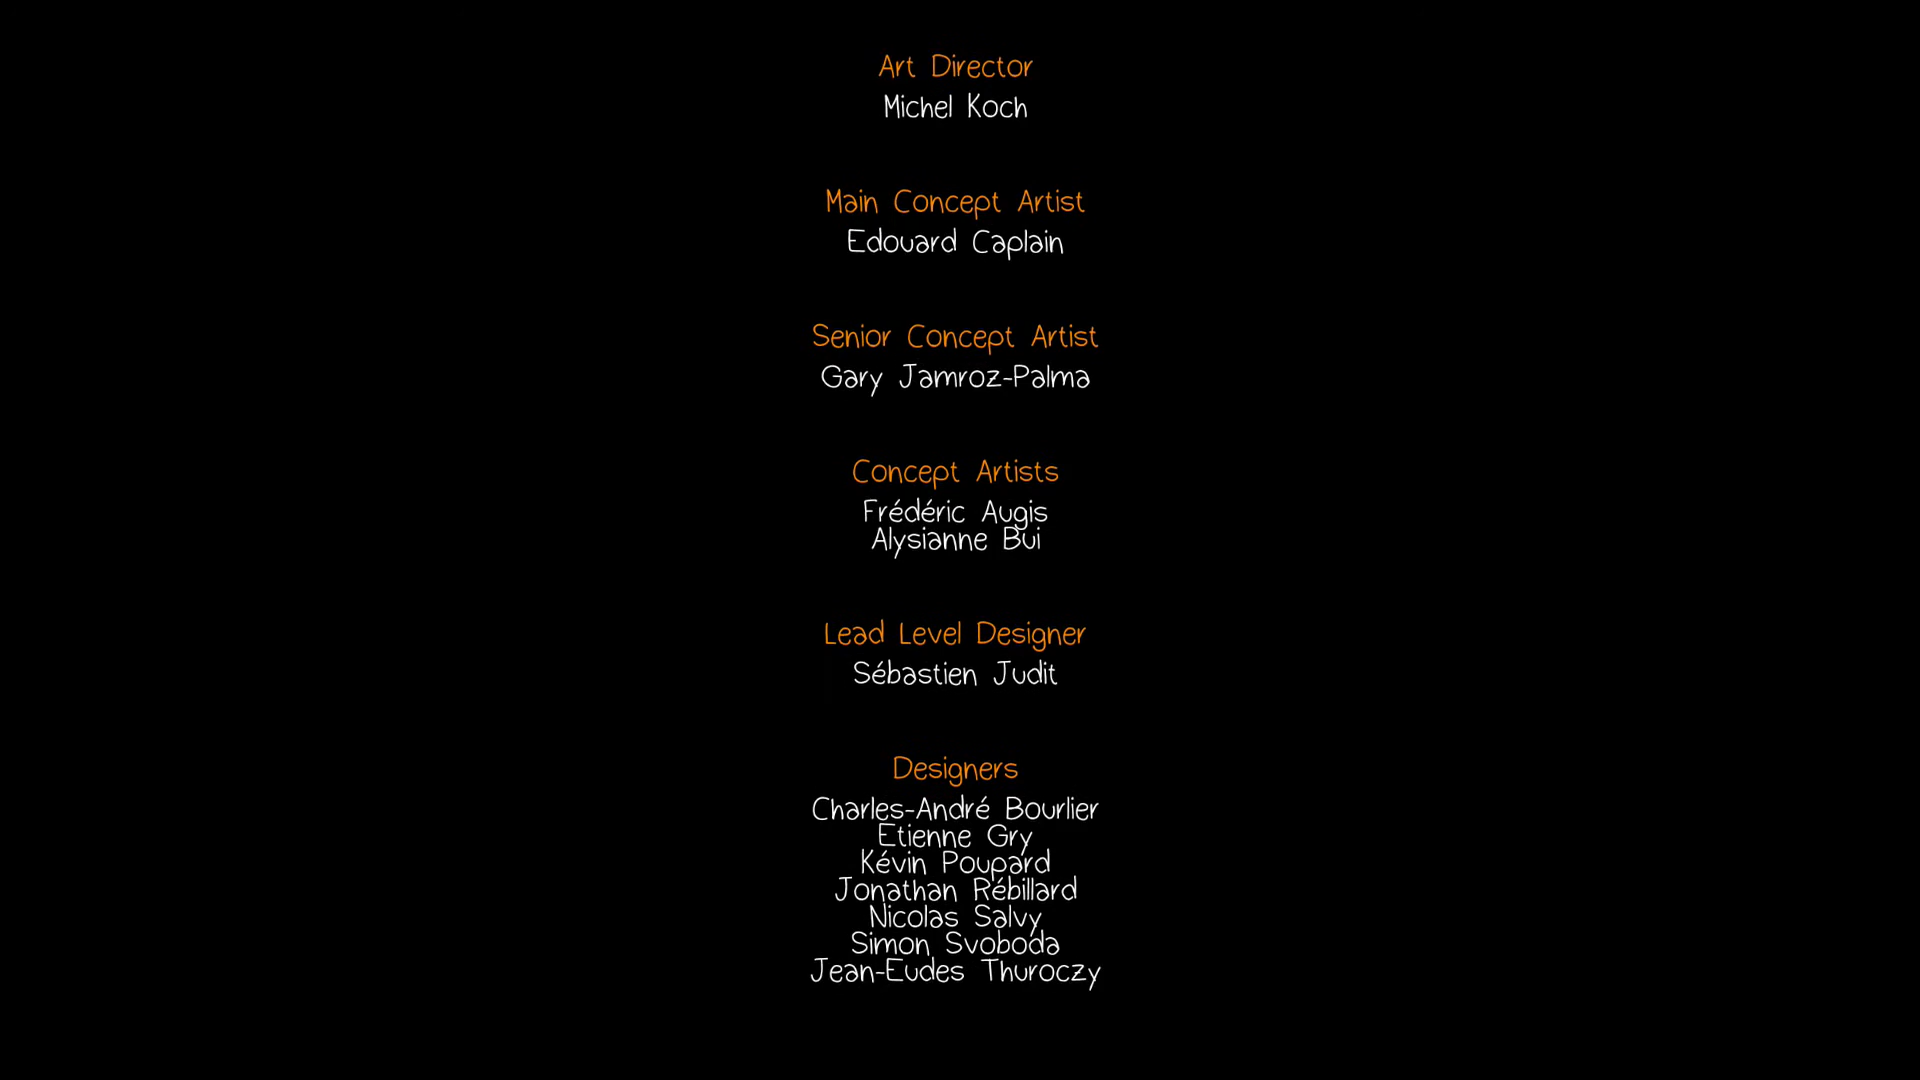 Art Director
Michel Koch
Main Concept Artist
Edouard Caplain
Senior Concept Artist
Gary Jamroz-Palma
Concept Artists
Frédéric Augis
Alysianne Bui
Lead Level Designer
Sébastien Judit
Designers
Charles-André Bourlier
Etienne Gry
Kévin Poupard
Jonathan Rébillard
Nicolas Salvy
Simon Svoboda
Jean-Eudes Thuroczy